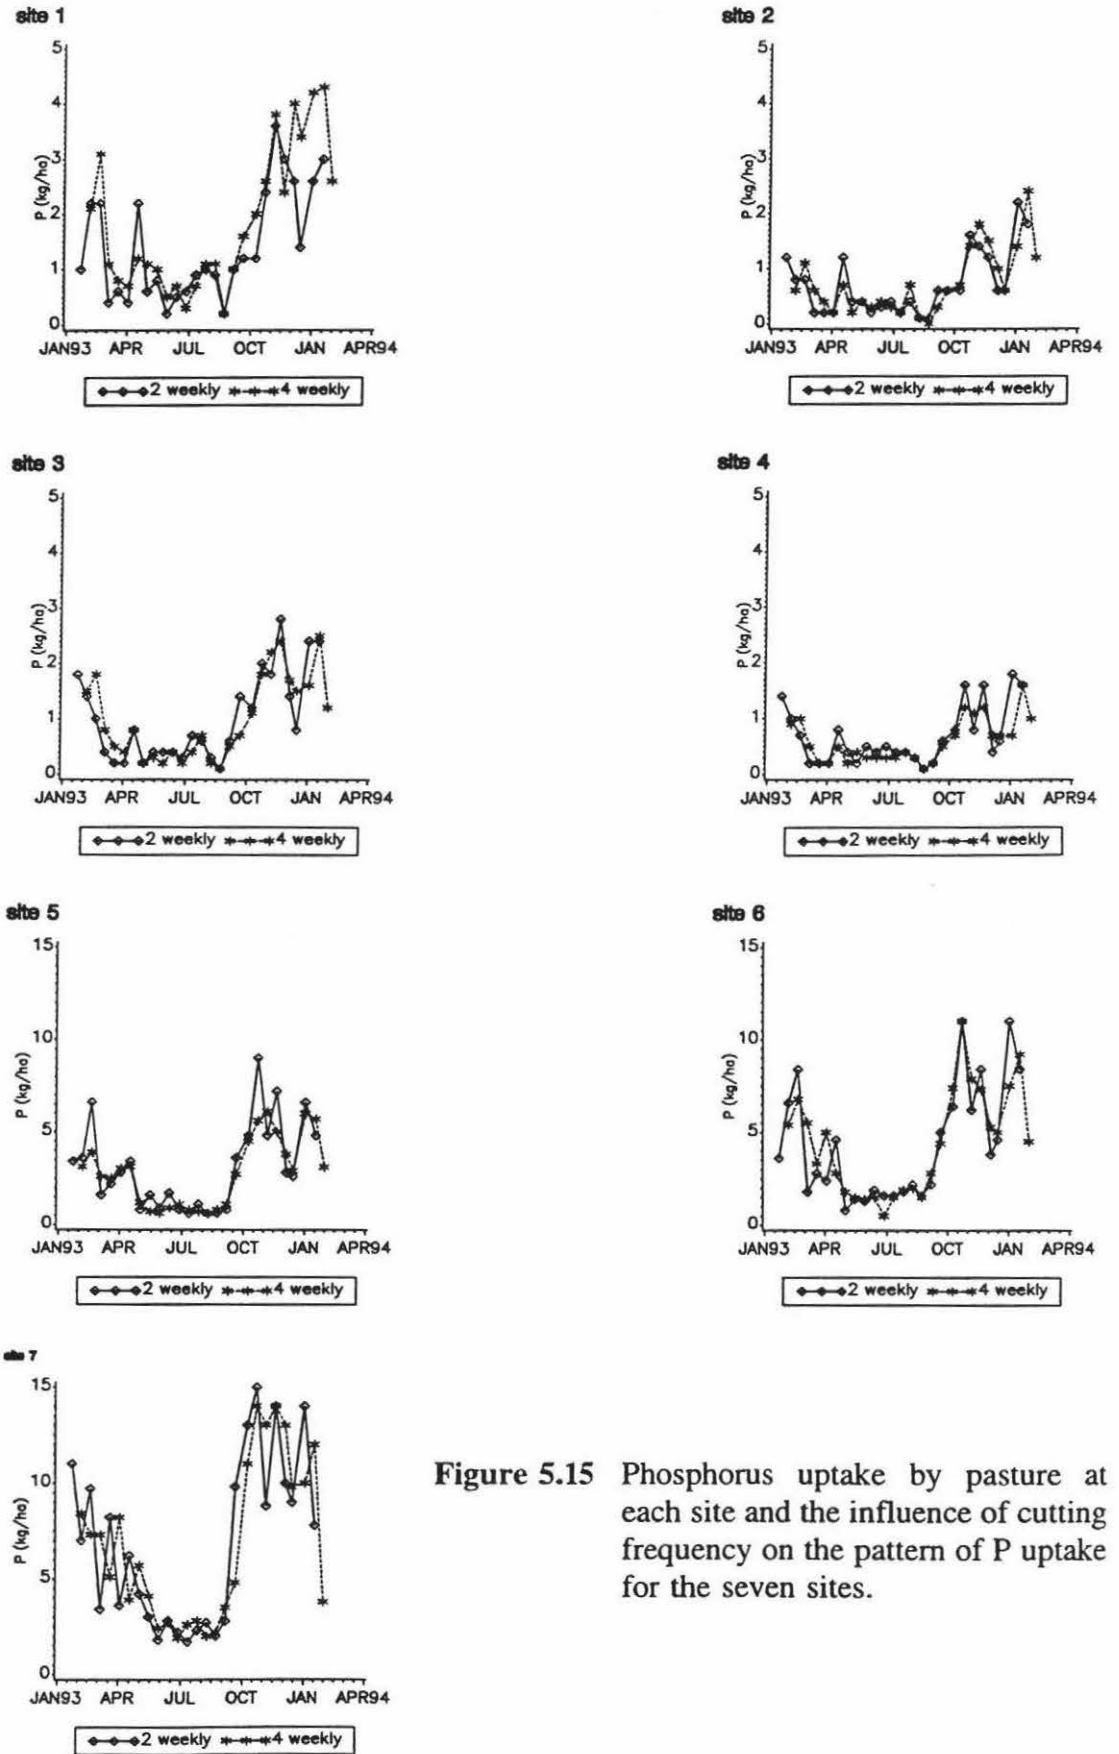 site 1
5
4
3
2
1
0
P (kg/ha)
JAN93 APR JUL OCT JAN APR94
2 weekly 4 weekly
site 2
5
4
3
2
1
0
P (kg/ha)
JAN93 APR JUL OCT JAN APR94
2 weekly 4 weekly
site 3
5
4
3
2
1
0
P (kg/ha)
JAN93 APR JUL OCT JAN APR94
2 weekly 4 weekly
site 4
5
4
3
2
1
0
P (kg/ha)
JAN93 APR JUL OCT JAN APR94
2 weekly 4 weekly
site 5
15
10
5
0
P (kg/ha)
JAN93 APR JUL OCT JAN APR94
2 weekly 4 weekly
site 6
15
10
5
0
P (kg/ha)
JAN93 APR JUL OCT JAN APR94
2 weekly 4 weekly
site 7
15
10
5
0
P (kg/ha)
JAN93 APR JUL OCT JAN APR94
2 weekly 4 weekly
Figure 5.15 Phosphorus uptake by pasture at
each site and the influence of cutting
frequency on the pattern of P uptake
for the seven sites.